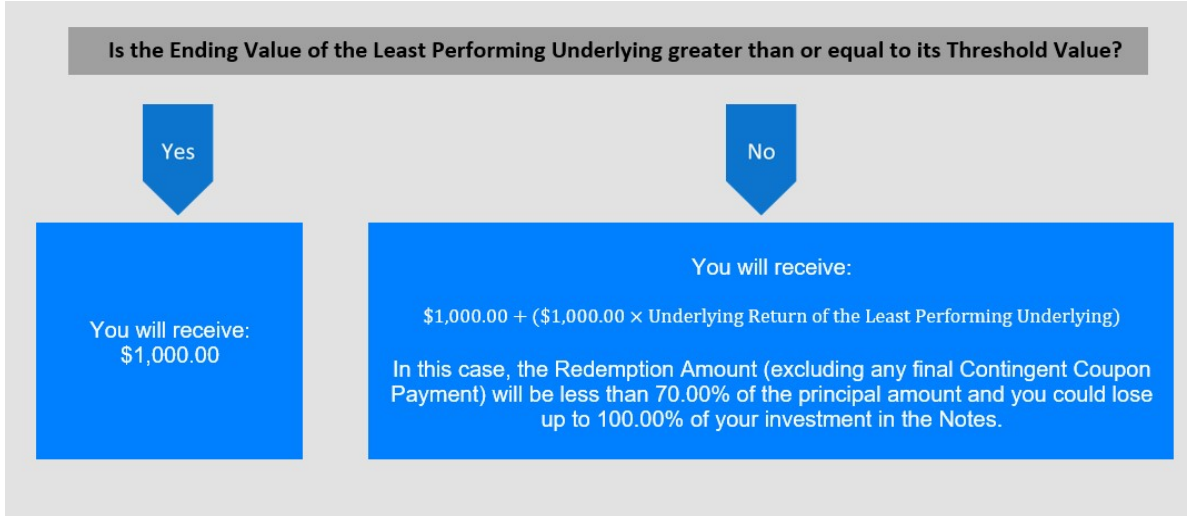 Is the Ending Value of the Least Performing Underlying greater than or equal to its Threshold Value?
Yes
No
You will receive:
$1,000.00
You will receive:
$1,000.00 + ($1,000.00 × Underlying Return of the Least Performing Underlying)
In this case, the Redemption Amount (excluding any final Contingent Coupon
Payment) will be less than 70.00% of the principal amount and you could lose
up to 100.00% of your investment in the Notes.